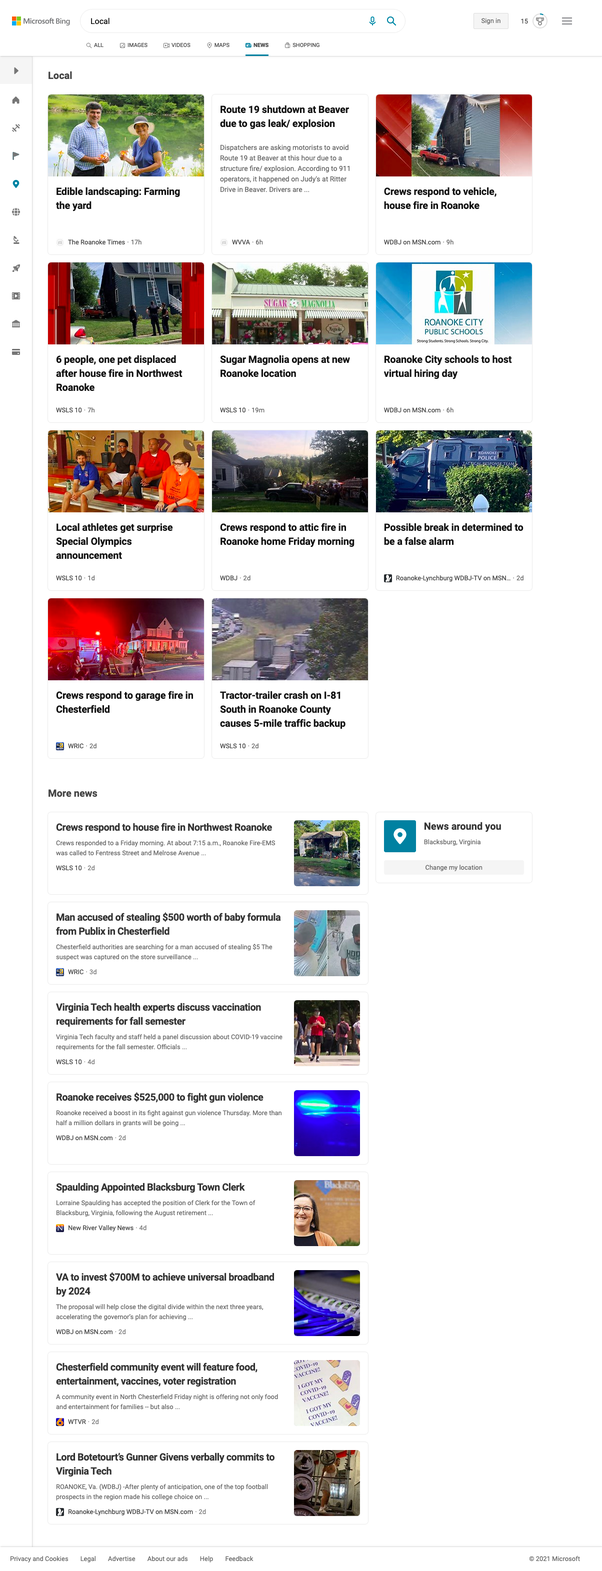 Microsoft Bing
Local
Sign in
15
ALL
IMAGES
VIDEOS
MAPS
NEWS
SHOPPING
Local
Edible landscaping: Farming
the yard
The Roanoke Times · 17h
Route 19 shutdown at Beaver
due to gas leak/ explosion
Dispatchers are asking motorists to avoid
Route 19 at Beaver at this hour due to a
structure fire/ explosion. According to 911
operators, it happened on Judy's at Ritter
Drive in Beaver. Drivers are ...
WVVA · 6h
Crews respond to vehicle,
house fire in Roanoke
WDBJ on MSN.com · 9h
6 people, one pet displaced
after house fire in Northwest
Roanoke
WSLS 10 · 7h
SUGAR MAGNOLIA
Sugar Magnolia opens at new
Roanoke location
WSLS 10 · 19m
ROANOKE CITY
PUBLIC SCHOOLS
Strong Students. Strong Schools. Strong City.
Roanoke City schools to host
virtual hiring day
WDBJ on MSN.com · 6h
Local athletes get surprise
Special Olympics
announcement
WSLS 10 · 1d
Crews respond to attic fire in
Roanoke home Friday morning
WDBJ · 2d
ROANOKE
POLICE
Possible break in determined to
be a false alarm
Roanoke-Lynchburg WDBJ-TV on MSN... · 2d
Crews respond to garage fire in
Chesterfield
WRIC · 2d
Tractor-trailer crash on I-81
South in Roanoke County
causes 5-mile traffic backup
WSLS 10 · 2d
More news
Crews respond to house fire in Northwest Roanoke
Crews responded to a Friday morning. At about 7:15 a.m., Roanoke Fire-EMS
was called to Fentress Street and Melrose Avenue ...
WSLS 10 · 2d
News around you
Blacksburg, Virginia
Change my location
Man accused of stealing $500 worth of baby formula
from Publix in Chesterfield
Chesterfield authorities are searching for a man accused of stealing $5 The
suspect was captured on the store surveillance ...
WRIC · 3d
Virginia Tech health experts discuss vaccination
requirements for fall semester
Virginia Tech faculty and staff held a panel discussion about COVID-19 vaccine
requirements for the fall semester. Officials ...
WSLS 10 · 4d
Roanoke receives $525,000 to fight gun violence
Roanoke received a boost in its fight against gun violence Thursday. More than
half a million dollars in grants will be going ...
WDBJ on MSN.com · 2d
Spaulding Appointed Blacksburg Town Clerk
Lorraine Spaulding has accepted the position of Clerk for the Town of
Blacksburg, Virginia, following the August retirement ...
New River Valley News · 4d
VA to invest $700M to achieve universal broadband
by 2024
The proposal will help close the digital divide within the next three years,
accelerating the governor's plan for achieving ...
WDBJ on MSN.com · 2d
Chesterfield community event will feature food,
entertainment, vaccines, voter registration
A community event in North Chesterfield Friday night is offering not only food
and entertainment for families – but also ...
WTVR · 2d
I GOT MY
COVID-19
VACCINE!
Lord Botetourt's Gunner Givens verbally commits to
Virginia Tech
ROANOKE, Va. (WDBJ) -After plenty of anticipation, one of the top football
prospects in the region made his college choice on ...
Roanoke-Lynchburg WDBJ-TV on MSN.com · 2d
Privacy and Cookies
Legal
Advertise
About our ads
Help
Feedback
© 2021 Microsoft